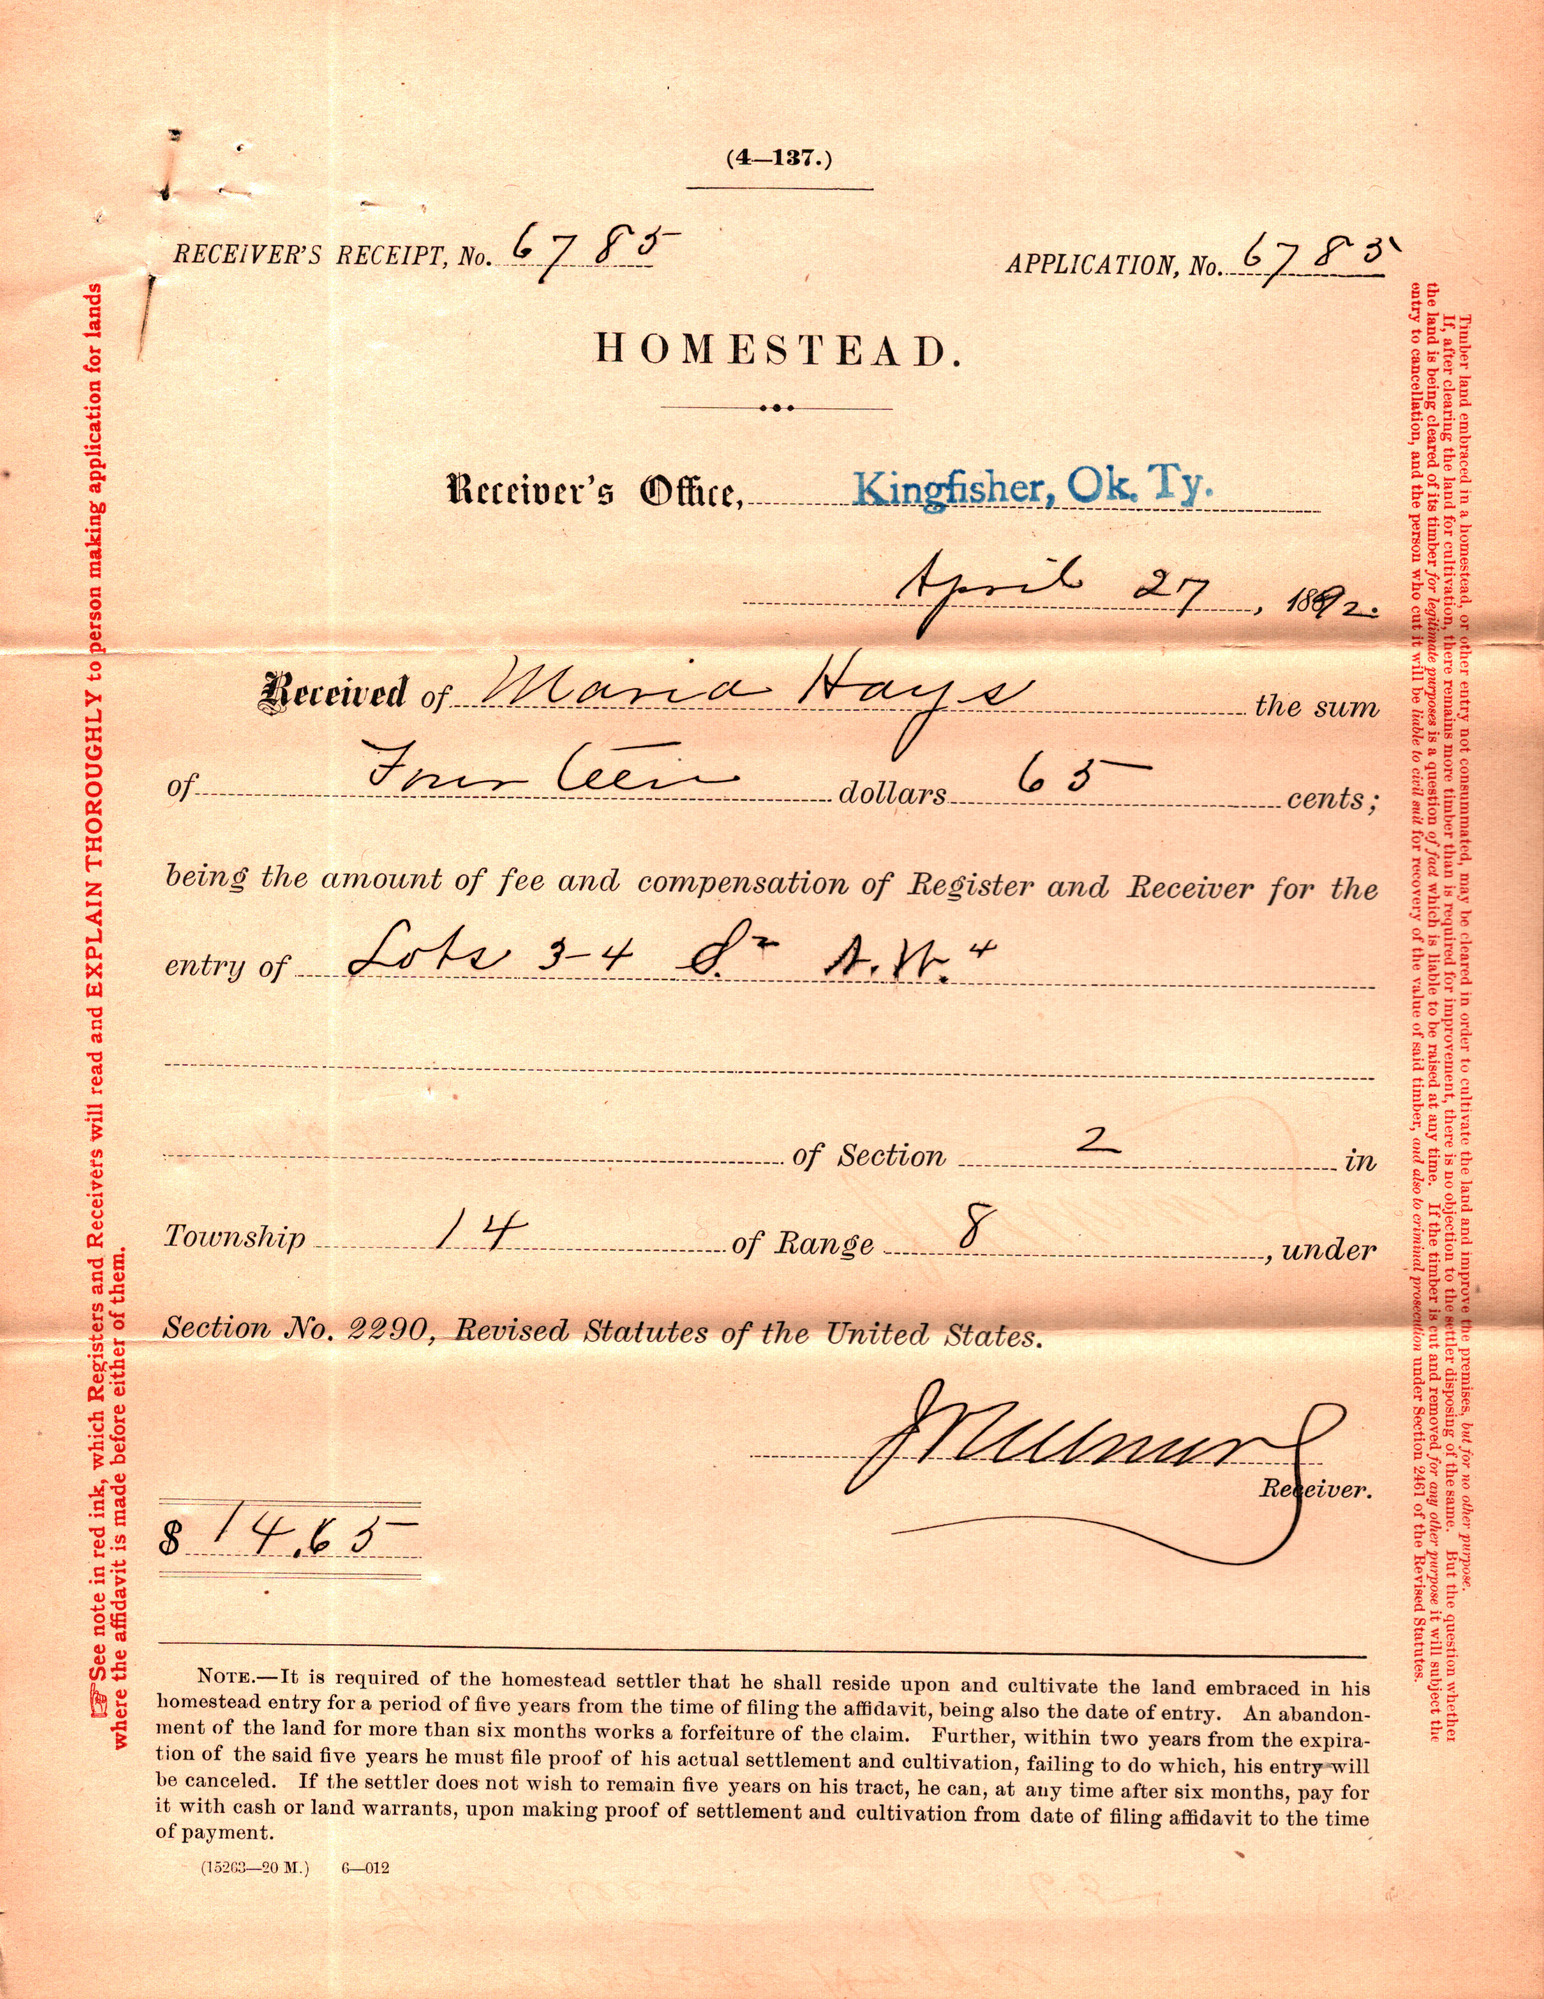 (4—137.)
RECEIVER'S RECEIPT, No. 6785
APPLICATION, No. 6785
HOMESTEAD.
Receiver's Office, Kingfisher, Ok. Ty.
April 27, 1892.
Received of Maria Hays the sum
of Fourteen dollars 65 cents;
being the amount of fee and compensation of Register and Receiver for the
entry of Lots 3-4 S.2 N.W.4
of Section 2 in
Township 14 of Range 8, under
Section No. 2290, Revised Statutes of the United States.
Receiver.
$ 14.65
NOTE.—It is required of the homestead settler that he shall reside upon and cultivate the land embraced in his
homestead entry for a period of five years from the time of filing the affidavit, being also the date of entry. An abandon-
ment of the land for more than six months works a forfeiture of the claim. Further, within two years from the expira-
tion of the said five years he must file proof of his actual settlement and cultivation, failing to do which, his entry will
be canceled. If the settler does not wish to remain five years on his tract, he can, at any time after six months, pay for
it with cash or land warrants, upon making proof of settlement and cultivation from date of filing affidavit to the time
of payment.
(15263—20 M.) 6—012
☞See note in red ink, which Registers and Receivers will read and EXPLAIN THOROUGHLY to person making application for lands
where the affidavit is made before either of them.
Timber land embraced in a homestead, or other entry not consummated, may be cleared in order to cultivate the land and improve the premises, but for no other purpose.
If, after clearing the land for cultivation, there remains more timber than is required for improvement, there is no objection to the settler disposing of the same. But the question whether
the land is being cleared of its timber for legitimate purposes is a question of fact which is liable to be raised at any time. If the timber is cut and removed for any other purpose it will subject the
entry to cancellation, and the person who cut it will be liable to civil suit for recovery of the value of said timber, and also to criminal prosecution under Section 2461 of the Revised Statutes.